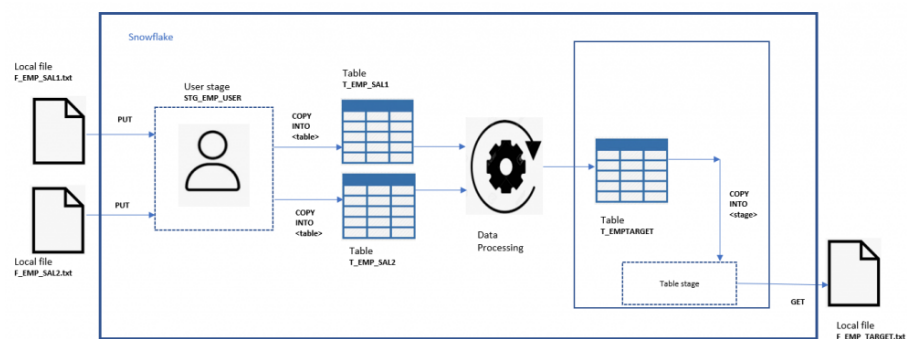 Snowflake
Local file
F_EMP_SAL1.txt
PUT
User stage
STG_EMP_USER
COPY
INTO
<table>
Table
T_EMP_SAL1
PUT
Local file
F_EMP_SAL2.txt
COPY
INTO
<table>
Table
T_EMP_SAL2
Data
Processing
Table
T_EMPTARGET
COPY
INTO
<stage>
Table stage
GET
Local file
F_EMP_TARGET.txt